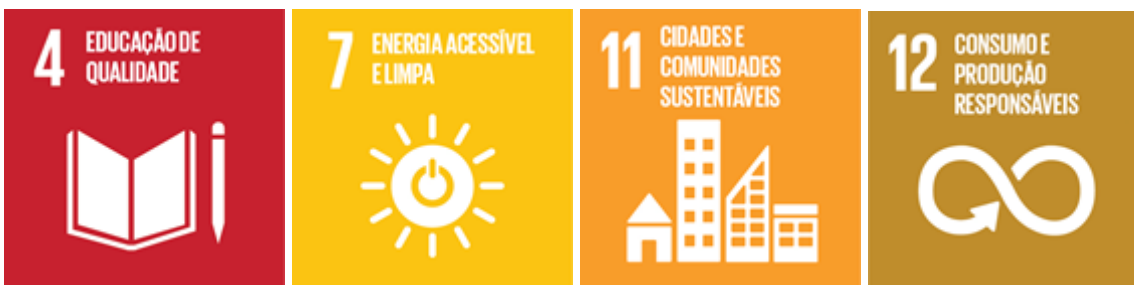 4
EDUCAÇÃO DE
QUALIDADE
7
ENERGIA ACESSÍVEL
E LIMPA
11
CIDADES E
COMUNIDADES
SUSTENTÁVEIS
12
CONSUMO E
PRODUÇÃO
RESPONSÁVEIS